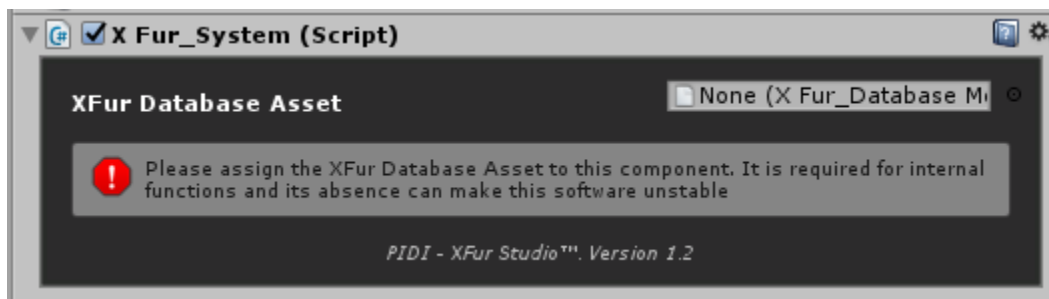 X Fur_System (Script)
XFur Database Asset
None (X Fur_Database M
Please assign the XFur Database Asset to this component. It is required for internal
functions and its absence can make this software unstable
PIDI - XFur Studio™. Version 1.2